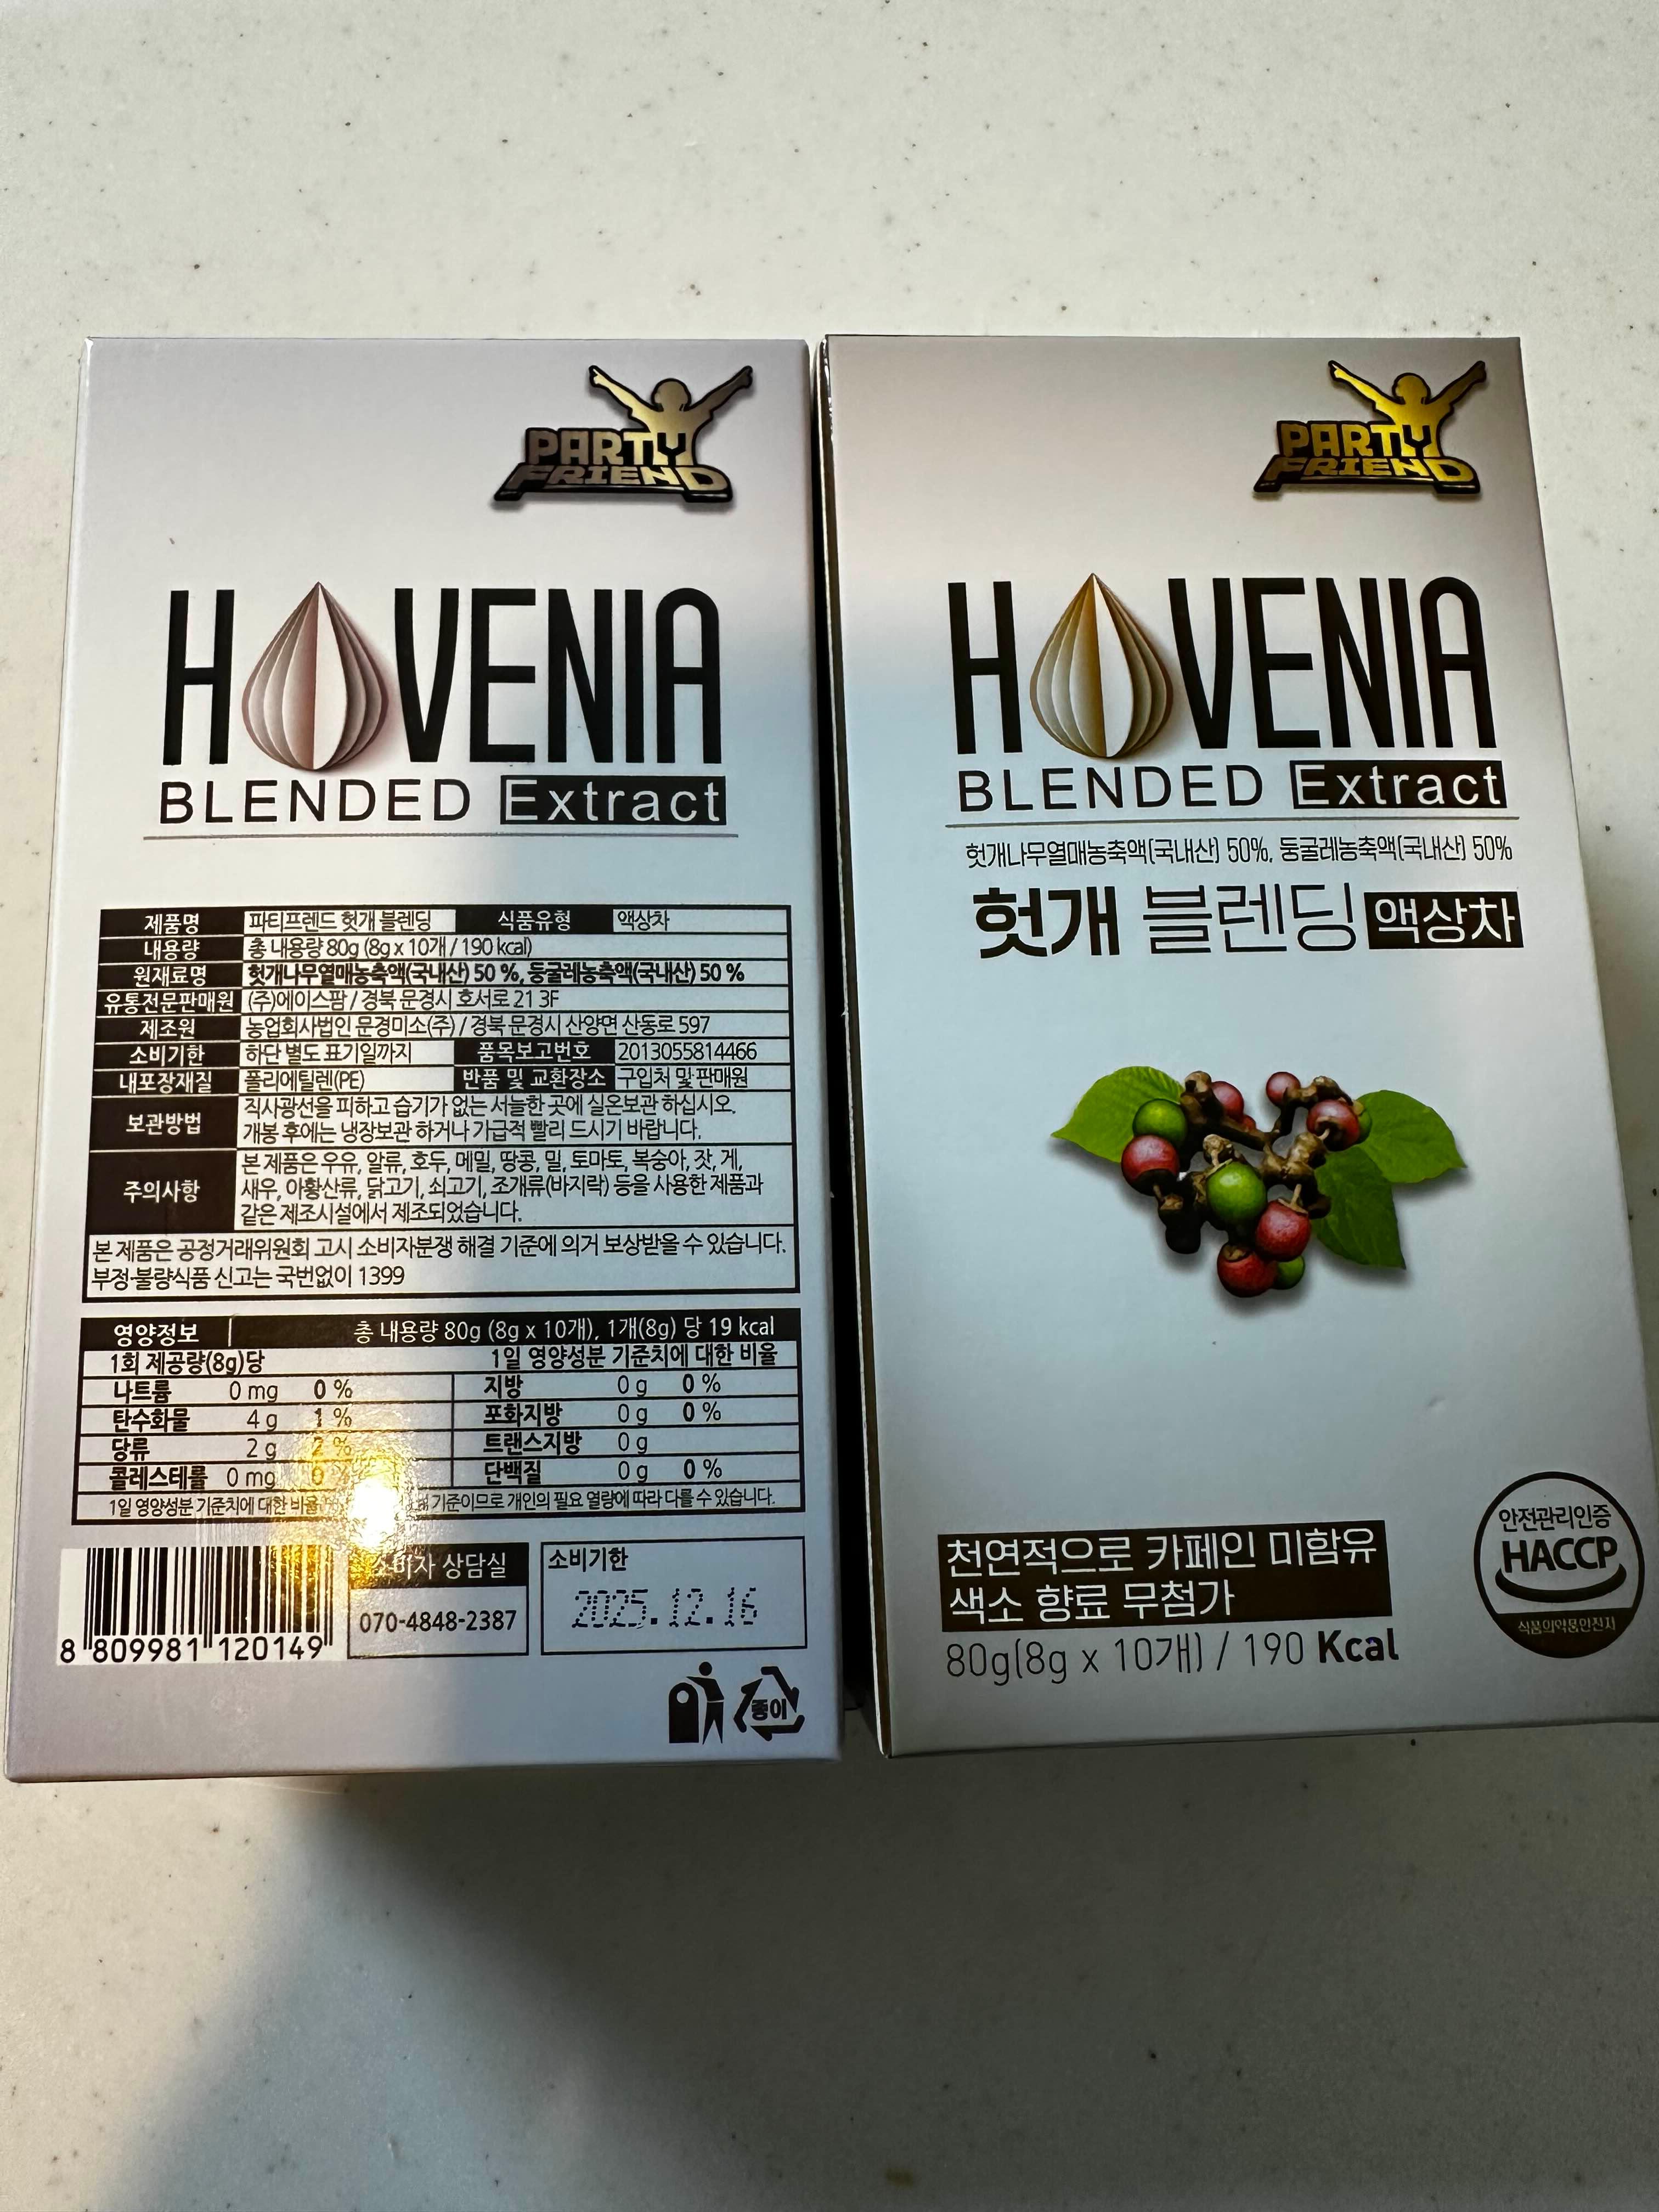 PARTY
FRIEND
HOVENIA
BLENDED Extract
제품명 파티프렌드 헛개 블렌딩 식품유형 액상차
내용량 총 내용량 80g (8g x 10개 / 190 kcal)
원재료명 헛개나무열매농축액(국내산) 50 %, 둥굴레농축액(국내산) 50 %
유통전문판매원 (주)에이스팜 / 경북 문경시 호서로 21 3F
제조원 농업회사법인 문경미소(주) / 경북 문경시 산양면 산동로 597
소비기한 하단 별도 표기일까지 품목보고번호 2013055814466
내포장재질 폴리에틸렌(PE) 반품 및 교환장소 구입처 및 판매원
보관방법 직사광선을 피하고 습기가 없는 서늘한 곳에 실온보관 하십시오.
개봉 후에는 냉장보관 하거나 가급적 빨리 드시기 바랍니다.
주의사항 본 제품은 우유, 알류, 호두, 메밀, 땅콩, 밀, 토마토, 복숭아, 잣, 게,
새우, 아황산류, 닭고기, 쇠고기, 조개류(바지락) 등을 사용한 제품과
같은 제조시설에서 제조되었습니다.
본 제품은 공정거래위원회 고시 소비자분쟁 해결 기준에 의거 보상받을 수 있습니다.
부정·불량식품 신고는 국번없이 1399
영양정보 총 내용량 80g (8g x 10개), 1개(8g) 당 19 kcal
1회 제공량(8g)당 1일 영양성분 기준치에 대한 비율
나트륨 0 mg 0 % 지방 0 g 0 %
탄수화물 4 g 1 % 포화지방 0 g 0 %
당류 2 g 2 % 트랜스지방 0 g
콜레스테롤 0 mg 0 % 단백질 0 g 0 %
1일 영양성분 기준치에 대한 비율 기준이므로 개인의 필요 열량에 따라 다를 수 있습니다.
8 809981 120149
소비자 상담실
070-4848-2387
소비기한
2025.12.16
종이
PARTY
FRIEND
HOVENIA
BLENDED Extract
헛개나무열매농축액(국내산) 50%, 둥굴레농축액(국내산) 50%
헛개 블렌딩 액상차
천연적으로 카페인 미함유
색소 향료 무첨가
80g(8g x 10개) / 190 Kcal
안전관리인증
HACCP
식품의약품안전처